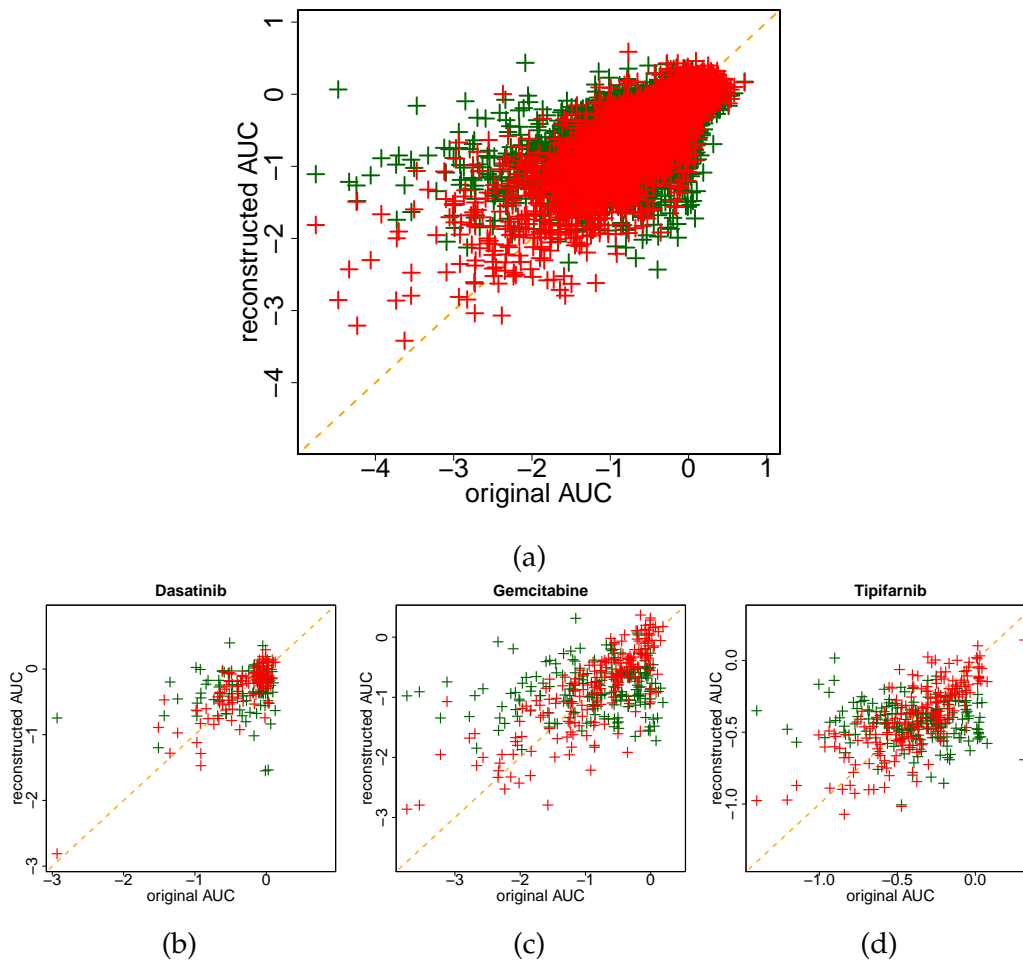 1
0
−1
−2
−3
−4
reconstructed AUC
−4 −3 −2 −1 0 1
original AUC
(a)
Dasatinib
0
−1
−2
−3
reconstructed AUC
−3 −2 −1 0
original AUC
(b)
Gemcitabine
0
−1
−2
−3
reconstructed AUC
−3 −2 −1 0
original AUC
(c)
Tipifarnib
0.0
−0.5
−1.0
reconstructed AUC
−1.0 −0.5 0.0
original AUC
(d)